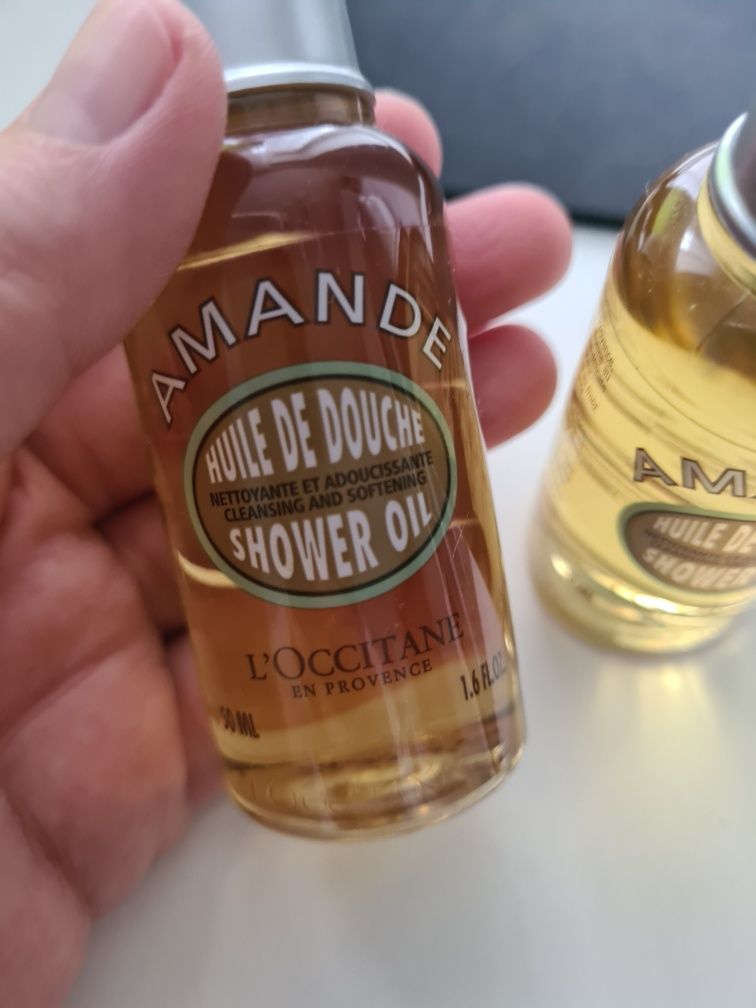 AMANDE
HUILE DE DOUCHE
NETTOYANTE ET ADOUCISSANTE
CLEANSING AND SOFTENING
SHOWER OIL
L'OCCITANE
EN PROVENCE
50 ML
1.6 FL.OZ.
AMA
HUILE DE
SHOWER